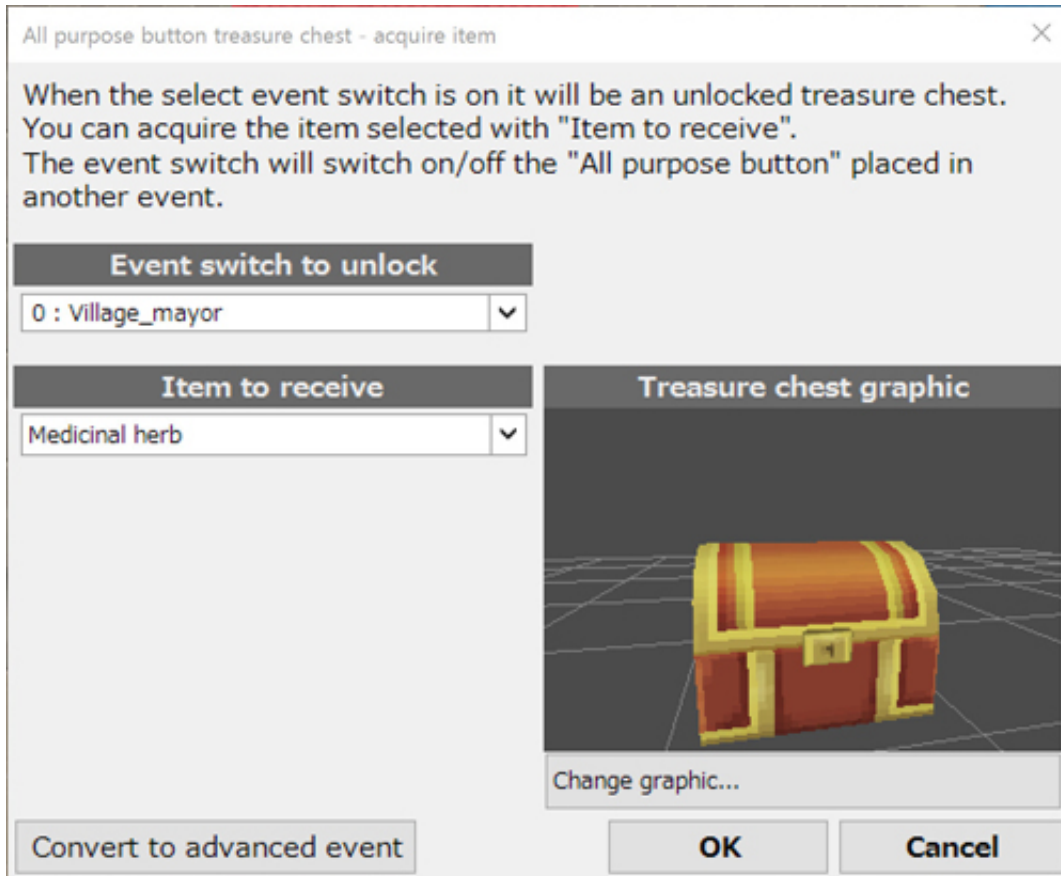 All purpose button treasure chest - acquire item
When the select event switch is on it will be an unlocked treasure chest.
You can acquire the item selected with "Item to receive".
The event switch will switch on/off the "All purpose button" placed in
another event.
Event switch to unlock
0 : Village_mayor
Item to receive
Medicinal herb
Treasure chest graphic
Change graphic...
Convert to advanced event
OK
Cancel